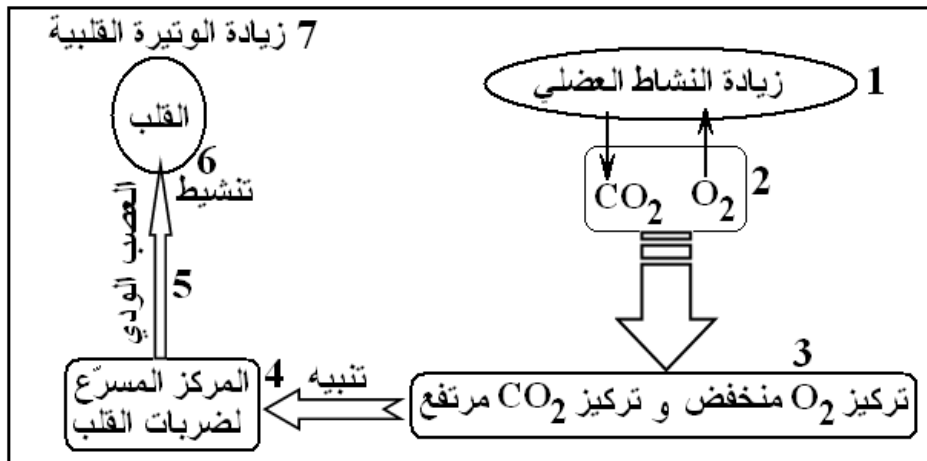 زيادة النشاط العضلي 1
CO2 O2 2
3
تركيز O2 منخفض و تركيز CO2 مرتفع
تنبيه
4 المركز المسرّع
لضربات القلب
العصب الودي
5
6
تنشيط
القلب
7 زيادة الوتيرة القلبية